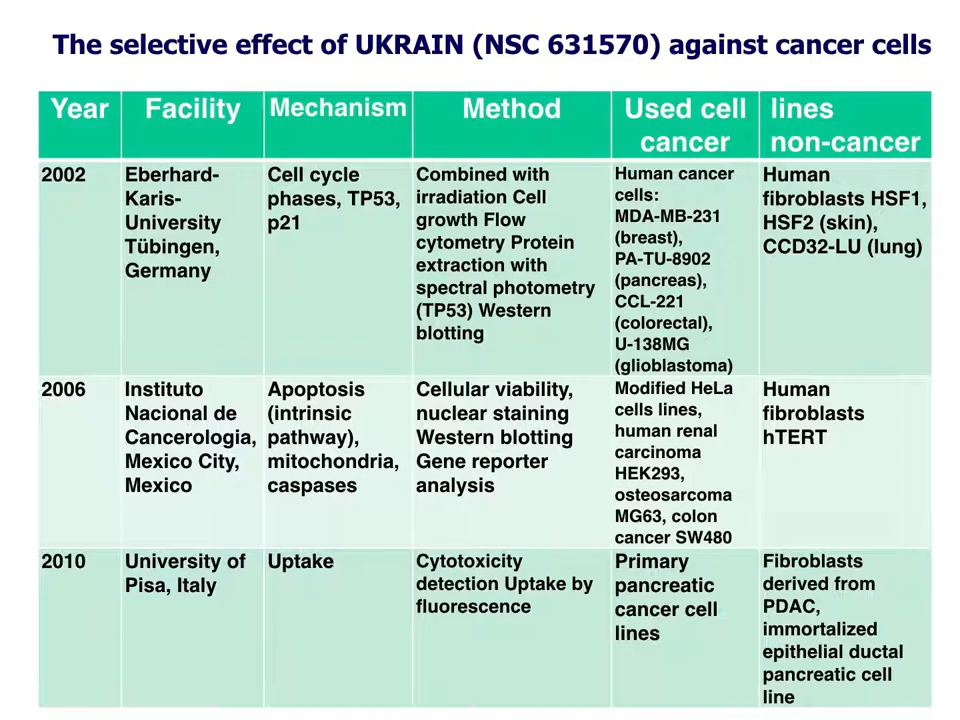 The selective effect of UKRAIN (NSC 631570) against cancer cells
Year
Facility
Mechanism
Method
Used cell
cancer
lines
non-cancer
2002
Eberhard-
Karis-
University
Tübingen,
Germany
Cell cycle
phases, TP53,
p21
Combined with
irradiation Cell
growth Flow
cytometry Protein
extraction with
spectral photometry
(TP53) Western
blotting
Human cancer
cells:
MDA-MB-231
(breast),
PA-TU-8902
(pancreas),
CCL-221
(colorectal),
U-138MG
(glioblastoma)
Human
fibroblasts HSF1,
HSF2 (skin),
CCD32-LU (lung)
2006
Instituto
Nacional de
Cancerologia,
Mexico City,
Mexico
Apoptosis
(intrinsic
pathway),
mitochondria,
caspases
Cellular viability,
nuclear staining
Western blotting
Gene reporter
analysis
Modified HeLa
cells lines,
human renal
carcinoma
HEK293,
osteosarcoma
MG63, colon
cancer SW480
Human
fibroblasts
hTERT
2010
University of
Pisa, Italy
Uptake
Cytotoxicity
detection Uptake by
fluorescence
Primary
pancreatic
cancer cell
lines
Fibroblasts
derived from
PDAC,
immortalized
epithelial ductal
pancreatic cell
line